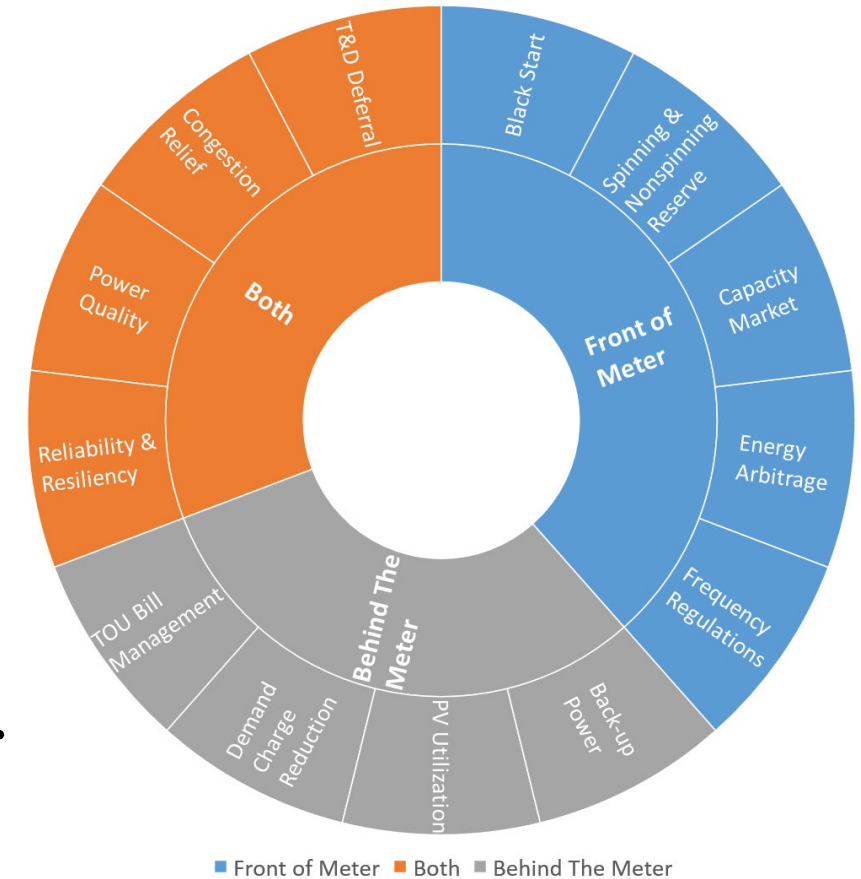 T&D Deferral
Black Start
Congestion
Relief
Spinning &
Nonspinning
Reserve
Power
Quality
Both
Front of
Meter
Capacity
Market
Reliability &
Resiliency
Energy
Arbitrage
TOU Bill
Management
Behind The
Meter
Frequency
Regulations
Demand
Charge
Reduction
PV Utilization
Back-up
Power
Front of Meter Both Behind The Meter